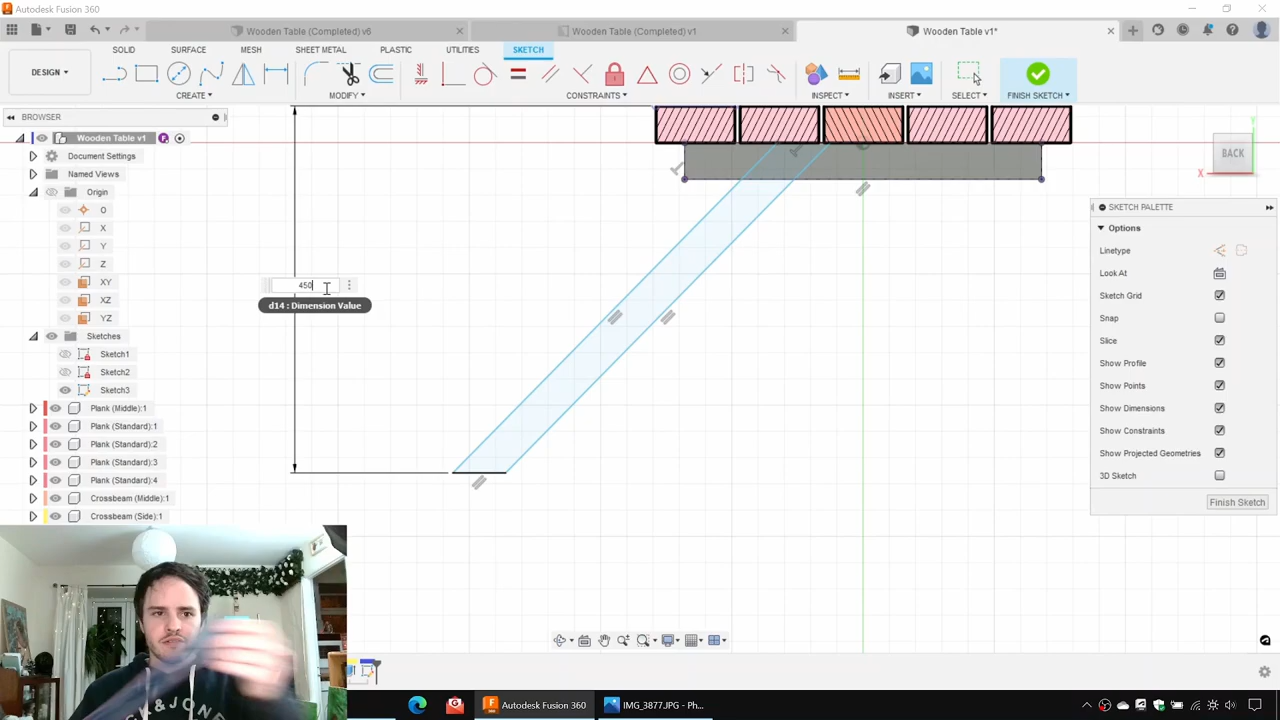 Autodesk Fusion 360
Wooden Table (Completed) v6
Wooden Table (Completed) v1
Wooden Table v1*
SOLID SURFACE MESH SHEET METAL PLASTIC UTILITIES SKETCH
DESIGN
CREATE MODIFY CONSTRAINTS INSPECT INSERT SELECT FINISH SKETCH
BROWSER
Wooden Table v1
Document Settings
Named Views
Origin
O
X
Y
Z
XY
XZ
YZ
Sketches
Sketch1
Sketch2
Sketch3
Plank (Middle):1
Plank (Standard):1
Plank (Standard):2
Plank (Standard):3
Plank (Standard):4
Crossbeam (Middle):1
Crossbeam (Side):1
450
d14 : Dimension Value
Y
BACK
X
SKETCH PALETTE
Options
Linetype
Look At
Sketch Grid
Snap
Slice
Show Profile
Show Points
Show Dimensions
Show Constraints
Show Projected Geometries
3D Sketch
Finish Sketch
CK & JONE
Autodesk Fusion 360
IMG_3877.JPG - Ph...